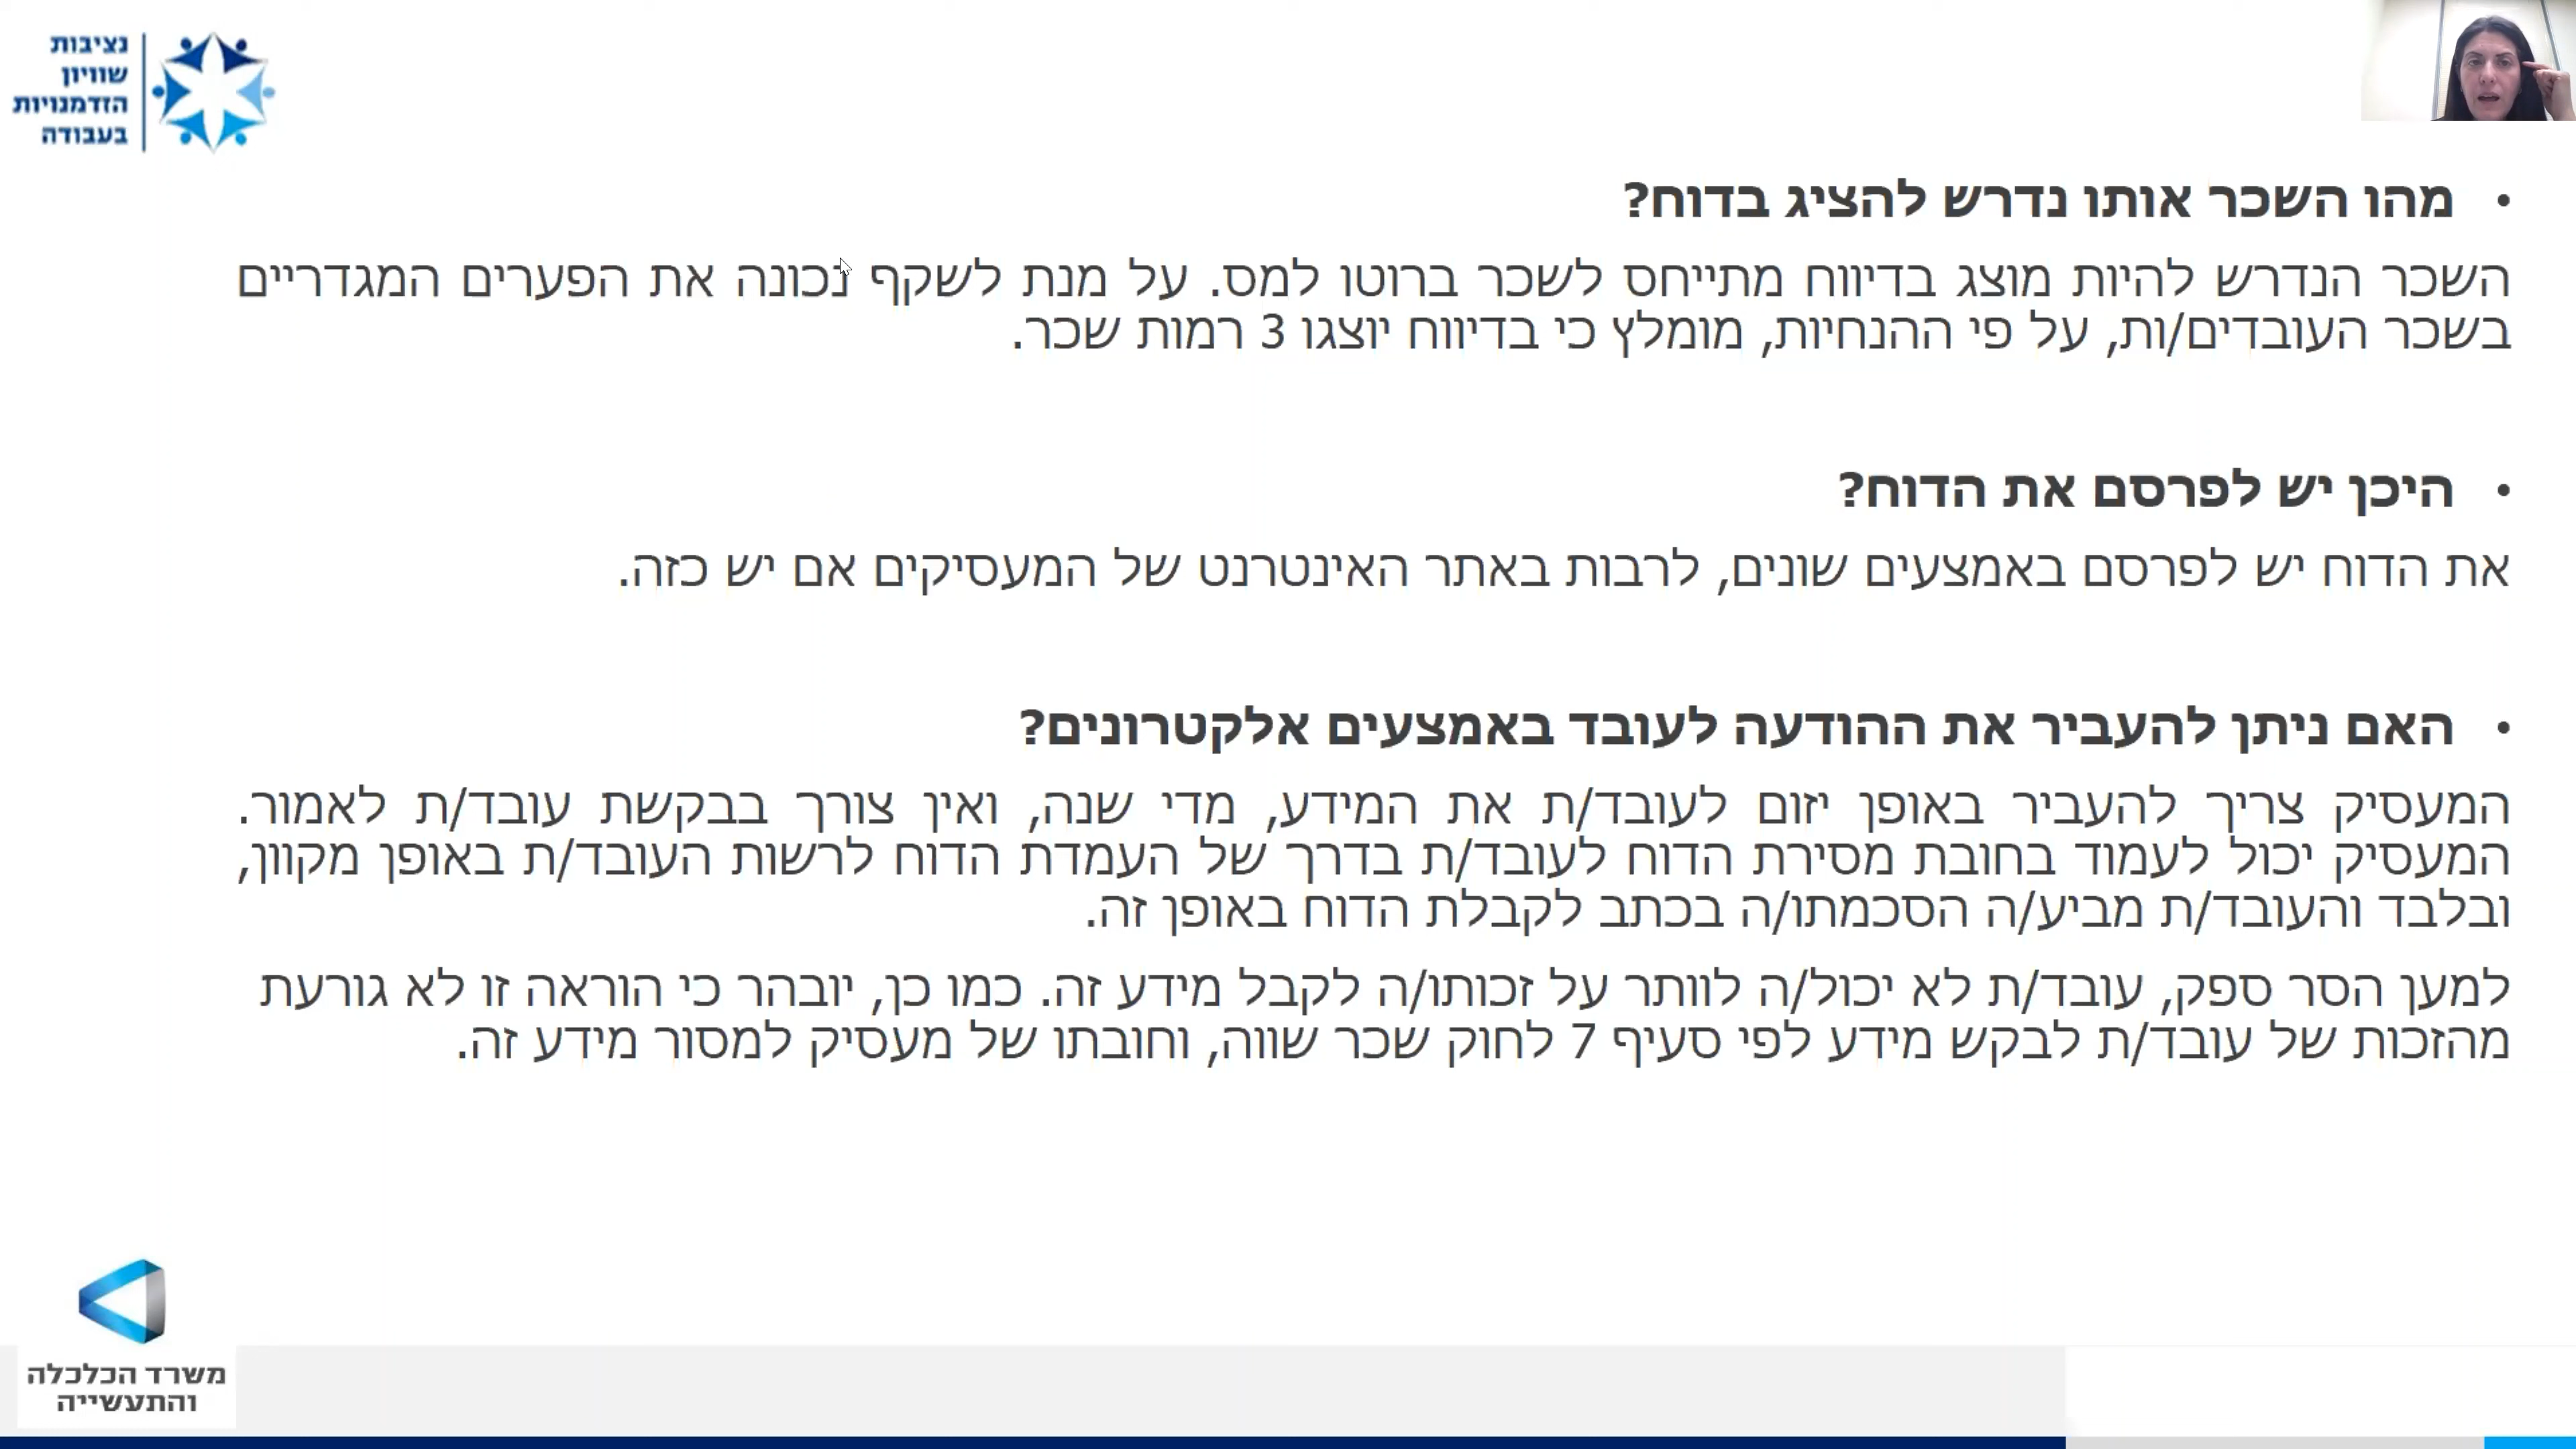 נציבות
שוויון
הזדמנויות
בעבודה
• מהו השכר אותו נדרש להציג בדוח?
השכר הנדרש להיות מוצג בדיווח מתייחס לשכר ברוטו למס. על מנת לשקף נכונה את הפערים המגדריים
בשכר העובדים/ות, על פי ההנחיות, מומלץ כי בדיווח יוצגו 3 רמות שכר.
• היכן יש לפרסם את הדוח?
את הדוח יש לפרסם באמצעים שונים, לרבות באתר האינטרנט של המעסיקים אם יש כזה.
• האם ניתן להעביר את ההודעה לעובד באמצעים אלקטרונים?
המעסיק צריך להעביר באופן יזום לעובד/ת את המידע, מדי שנה, ואין צורך בבקשת עובד/ת לאמור.
המעסיק יכול לעמוד בחובת מסירת הדוח לעובד/ת בדרך של העמדת הדוח לרשות העובד/ת באופן מקוון,
ובלבד והעובד/ת מביע/ה הסכמתו/ה בכתב לקבלת הדוח באופן זה.
למען הסר ספק, עובד/ת לא יכול/ה לוותר על זכותו/ה לקבל מידע זה. כמו כן, יובהר כי הוראה זו לא גורעת
מהזכות של עובד/ת לבקש מידע לפי סעיף 7 לחוק שכר שווה, וחובתו של מעסיק למסור מידע זה.
משרד הכלכלה
והתעשייה